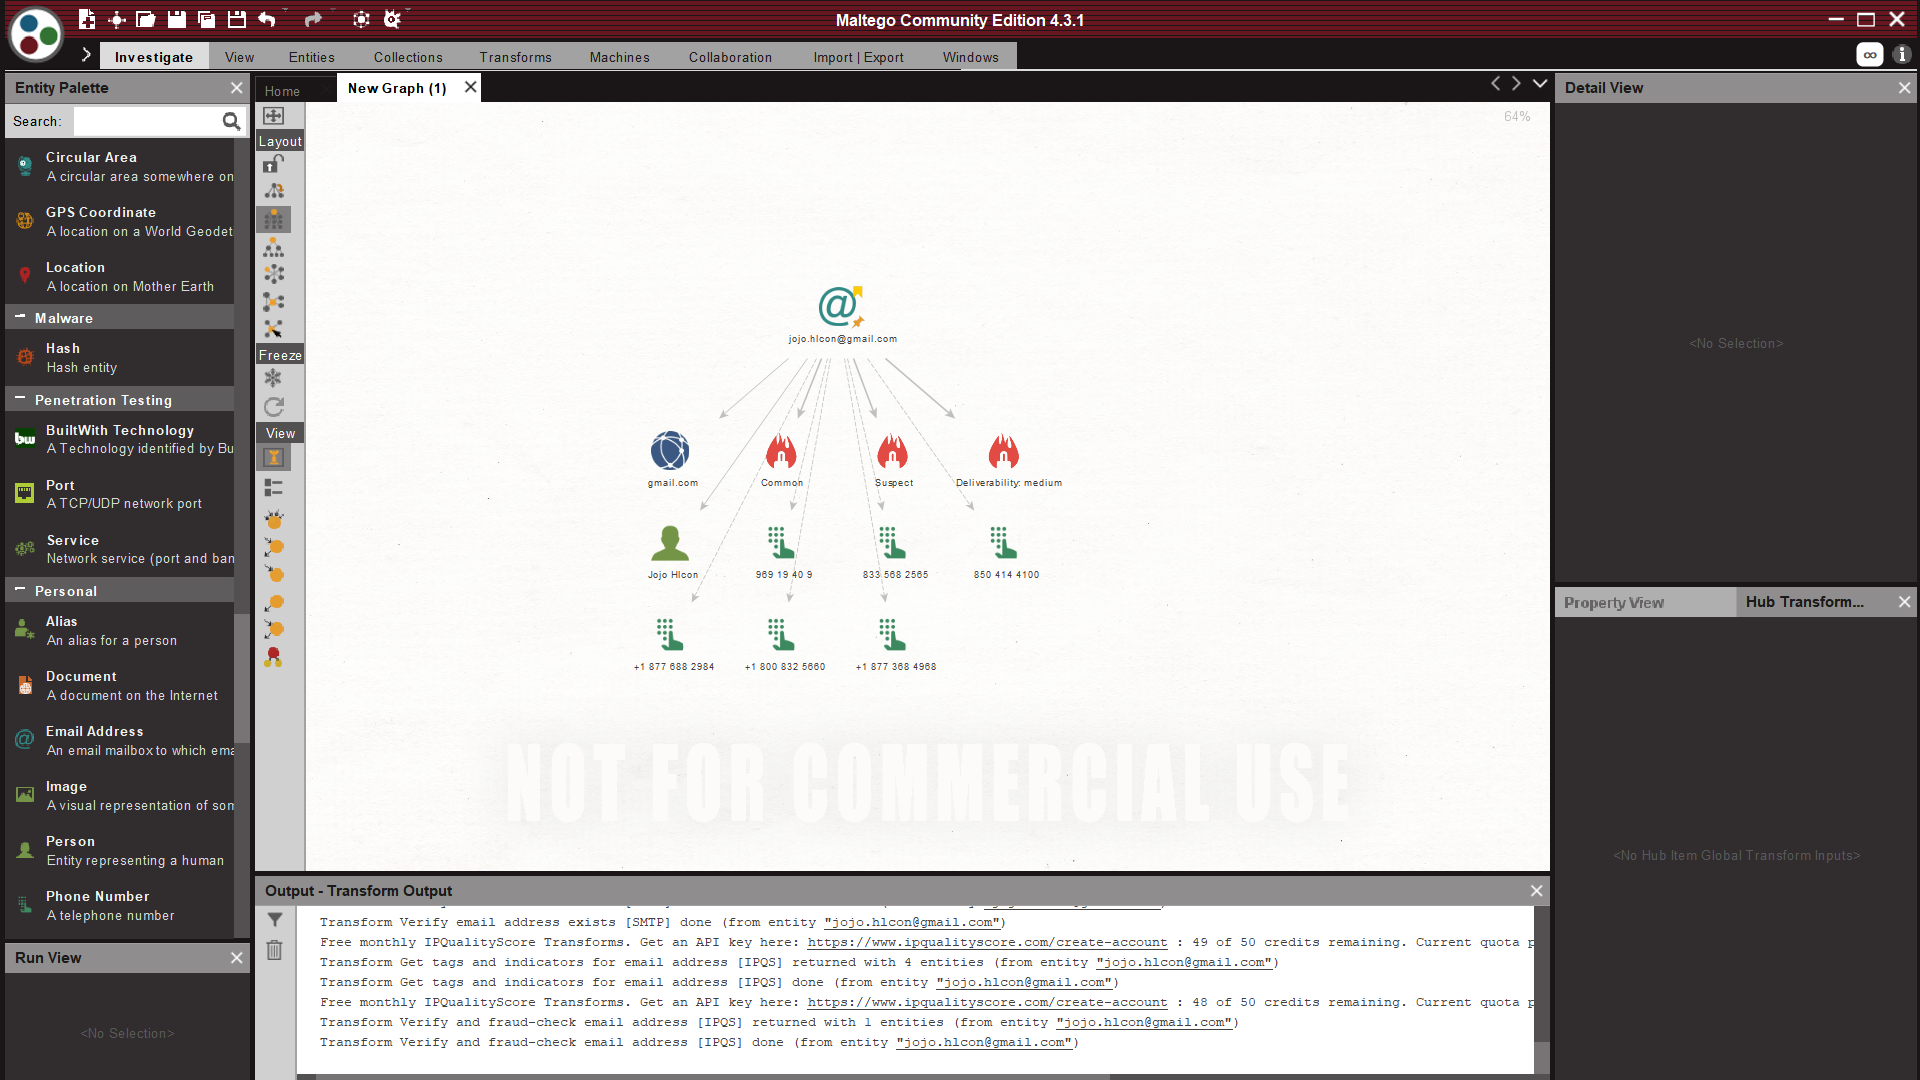 Maltego Community Edition 4.3.1
Investigate View Entities Collections Transforms Machines Collaboration Import | Export Windows
Entity Palette
Search:
Circular Area
A circular area somewhere on
GPS Coordinate
A location on a World Geodet
Location
A location on Mother Earth
Malware
Hash
Hash entity
Penetration Testing
BuiltWith Technology
A Technology identified by Bu
Port
A TCP/UDP network port
Service
Network service (port and ban
Personal
Alias
An alias for a person
Document
A document on the Internet
Email Address
An email mailbox to which ema
Image
A visual representation of som
Person
Entity representing a human
Phone Number
A telephone number
Run View
<No Selection>
Home New Graph (1)
Layout
Freeze
View
64%
jojo.hlcon@gmail.com
gmail.com Common Suspect Deliverability: medium
Jojo Hlcon 969 19 40 9 833 568 2565 850 414 4100
+1 877 688 2984 +1 800 832 5660 +1 877 368 4968
NOT FOR COMMERCIAL USE
Output - Transform Output
Transform Verify email address exists [SMTP] done (from entity "jojo.hlcon@gmail.com")
Free monthly IPQualityScore Transforms. Get an API key here: https://www.ipqualityscore.com/create-account : 49 of 50 credits remaining. Current quota p
Transform Get tags and indicators for email address [IPQS] returned with 4 entities (from entity "jojo.hlcon@gmail.com")
Transform Get tags and indicators for email address [IPQS] done (from entity "jojo.hlcon@gmail.com")
Free monthly IPQualityScore Transforms. Get an API key here: https://www.ipqualityscore.com/create-account : 48 of 50 credits remaining. Current quota p
Transform Verify and fraud-check email address [IPQS] returned with 1 entities (from entity "jojo.hlcon@gmail.com")
Transform Verify and fraud-check email address [IPQS] done (from entity "jojo.hlcon@gmail.com")
Detail View
<No Selection>
Property View Hub Transform...
<No Hub Item Global Transform Inputs>